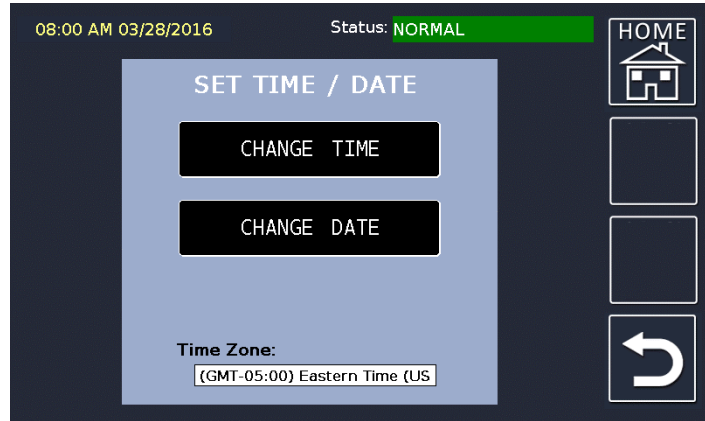 08:00 AM 03/28/2016
Status: NORMAL
HOME
SET TIME / DATE
CHANGE TIME
CHANGE DATE
Time Zone:
(GMT-05:00) Eastern Time (US